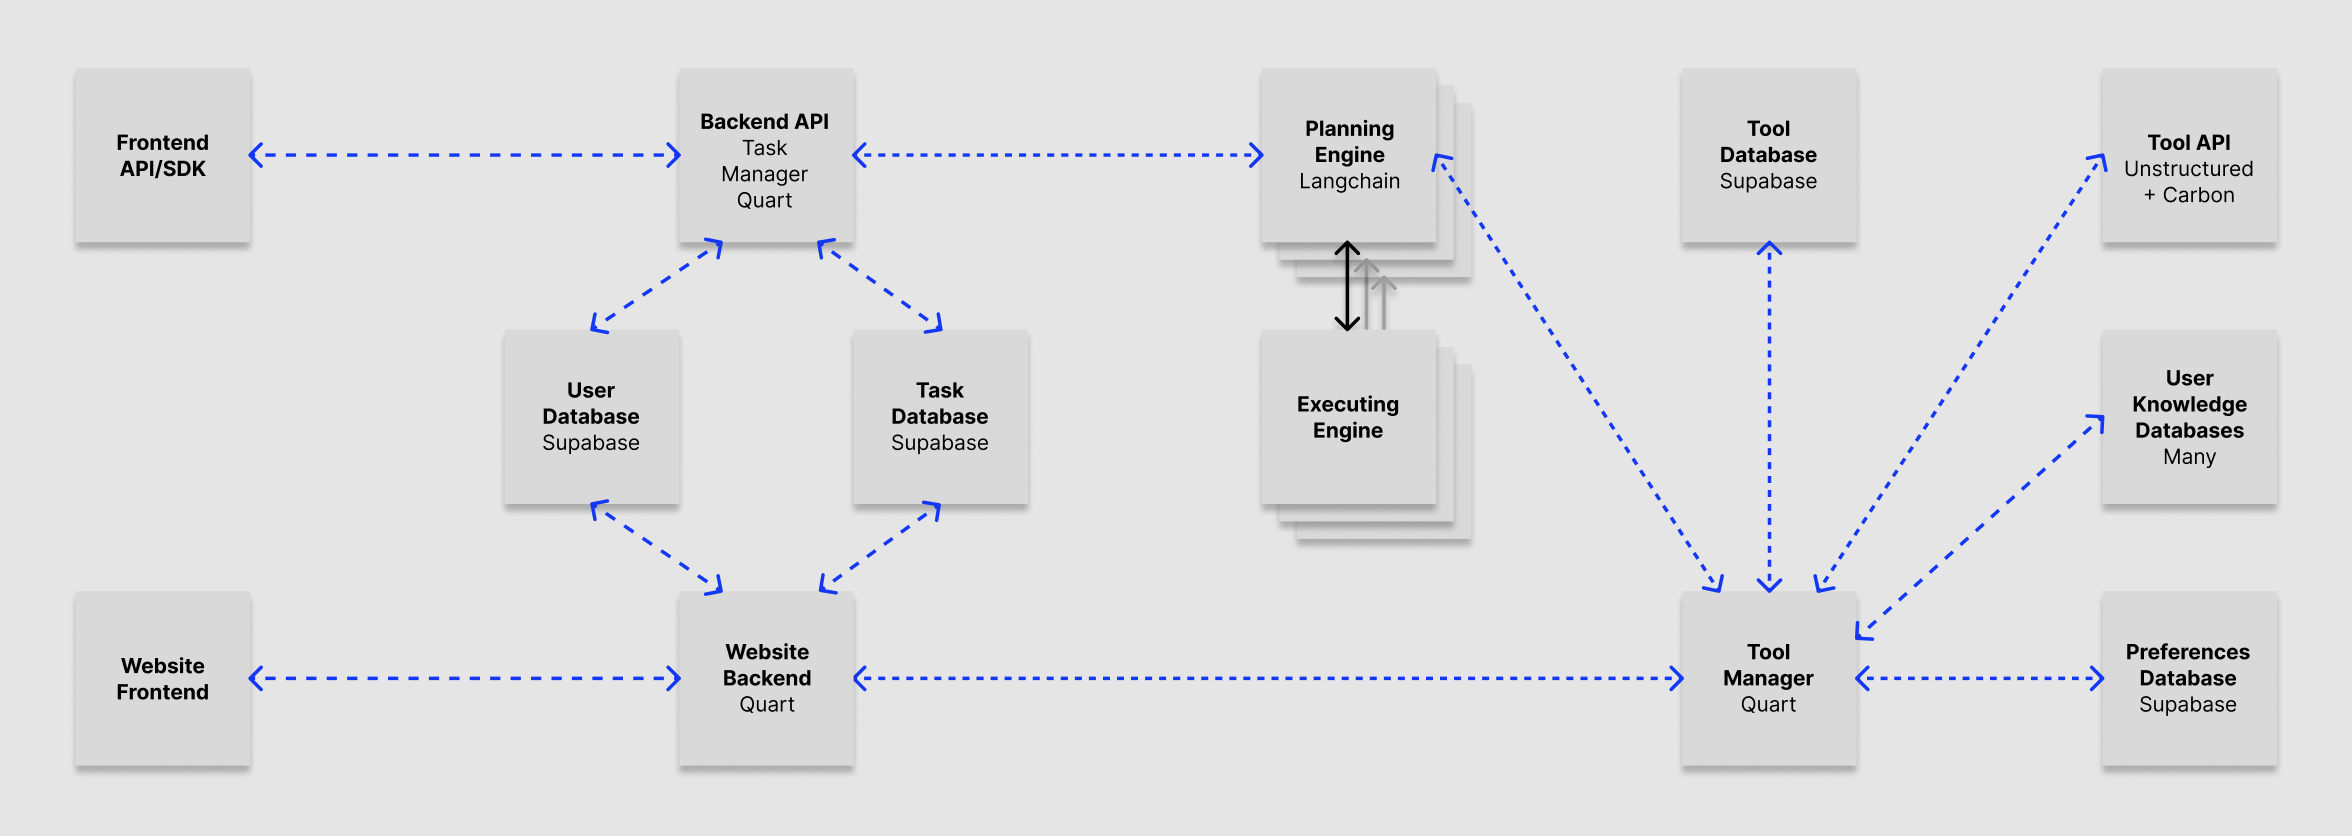 Frontend
API/SDK
Backend API
Task
Manager
Quart
Planning
Engine
Langchain
Tool
Database
Supabase
Tool API
Unstructured
+ Carbon
User
Database
Supabase
Task
Database
Supabase
Executing
Engine
User
Knowledge
Databases
Many
Website
Frontend
Website
Backend
Quart
Tool
Manager
Quart
Preferences
Database
Supabase